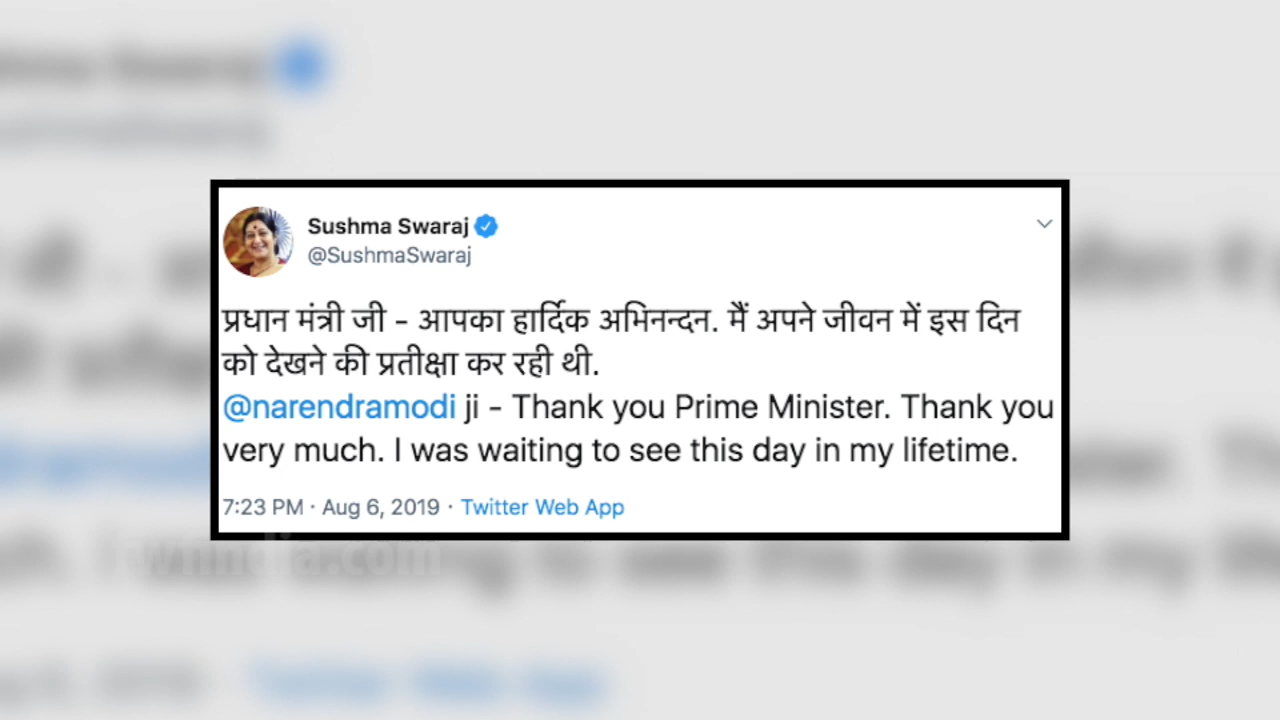 Sushma Swaraj
@SushmaSwaraj
प्रधान मंत्री जी - आपका हार्दिक अभिनन्दन. मैं अपने जीवन में इस दिन
को देखने की प्रतीक्षा कर रही थी.
@narendramodi ji - Thank you Prime Minister. Thank you
very much. I was waiting to see this day in my lifetime.
7:23 PM · Aug 6, 2019 · Twitter Web App